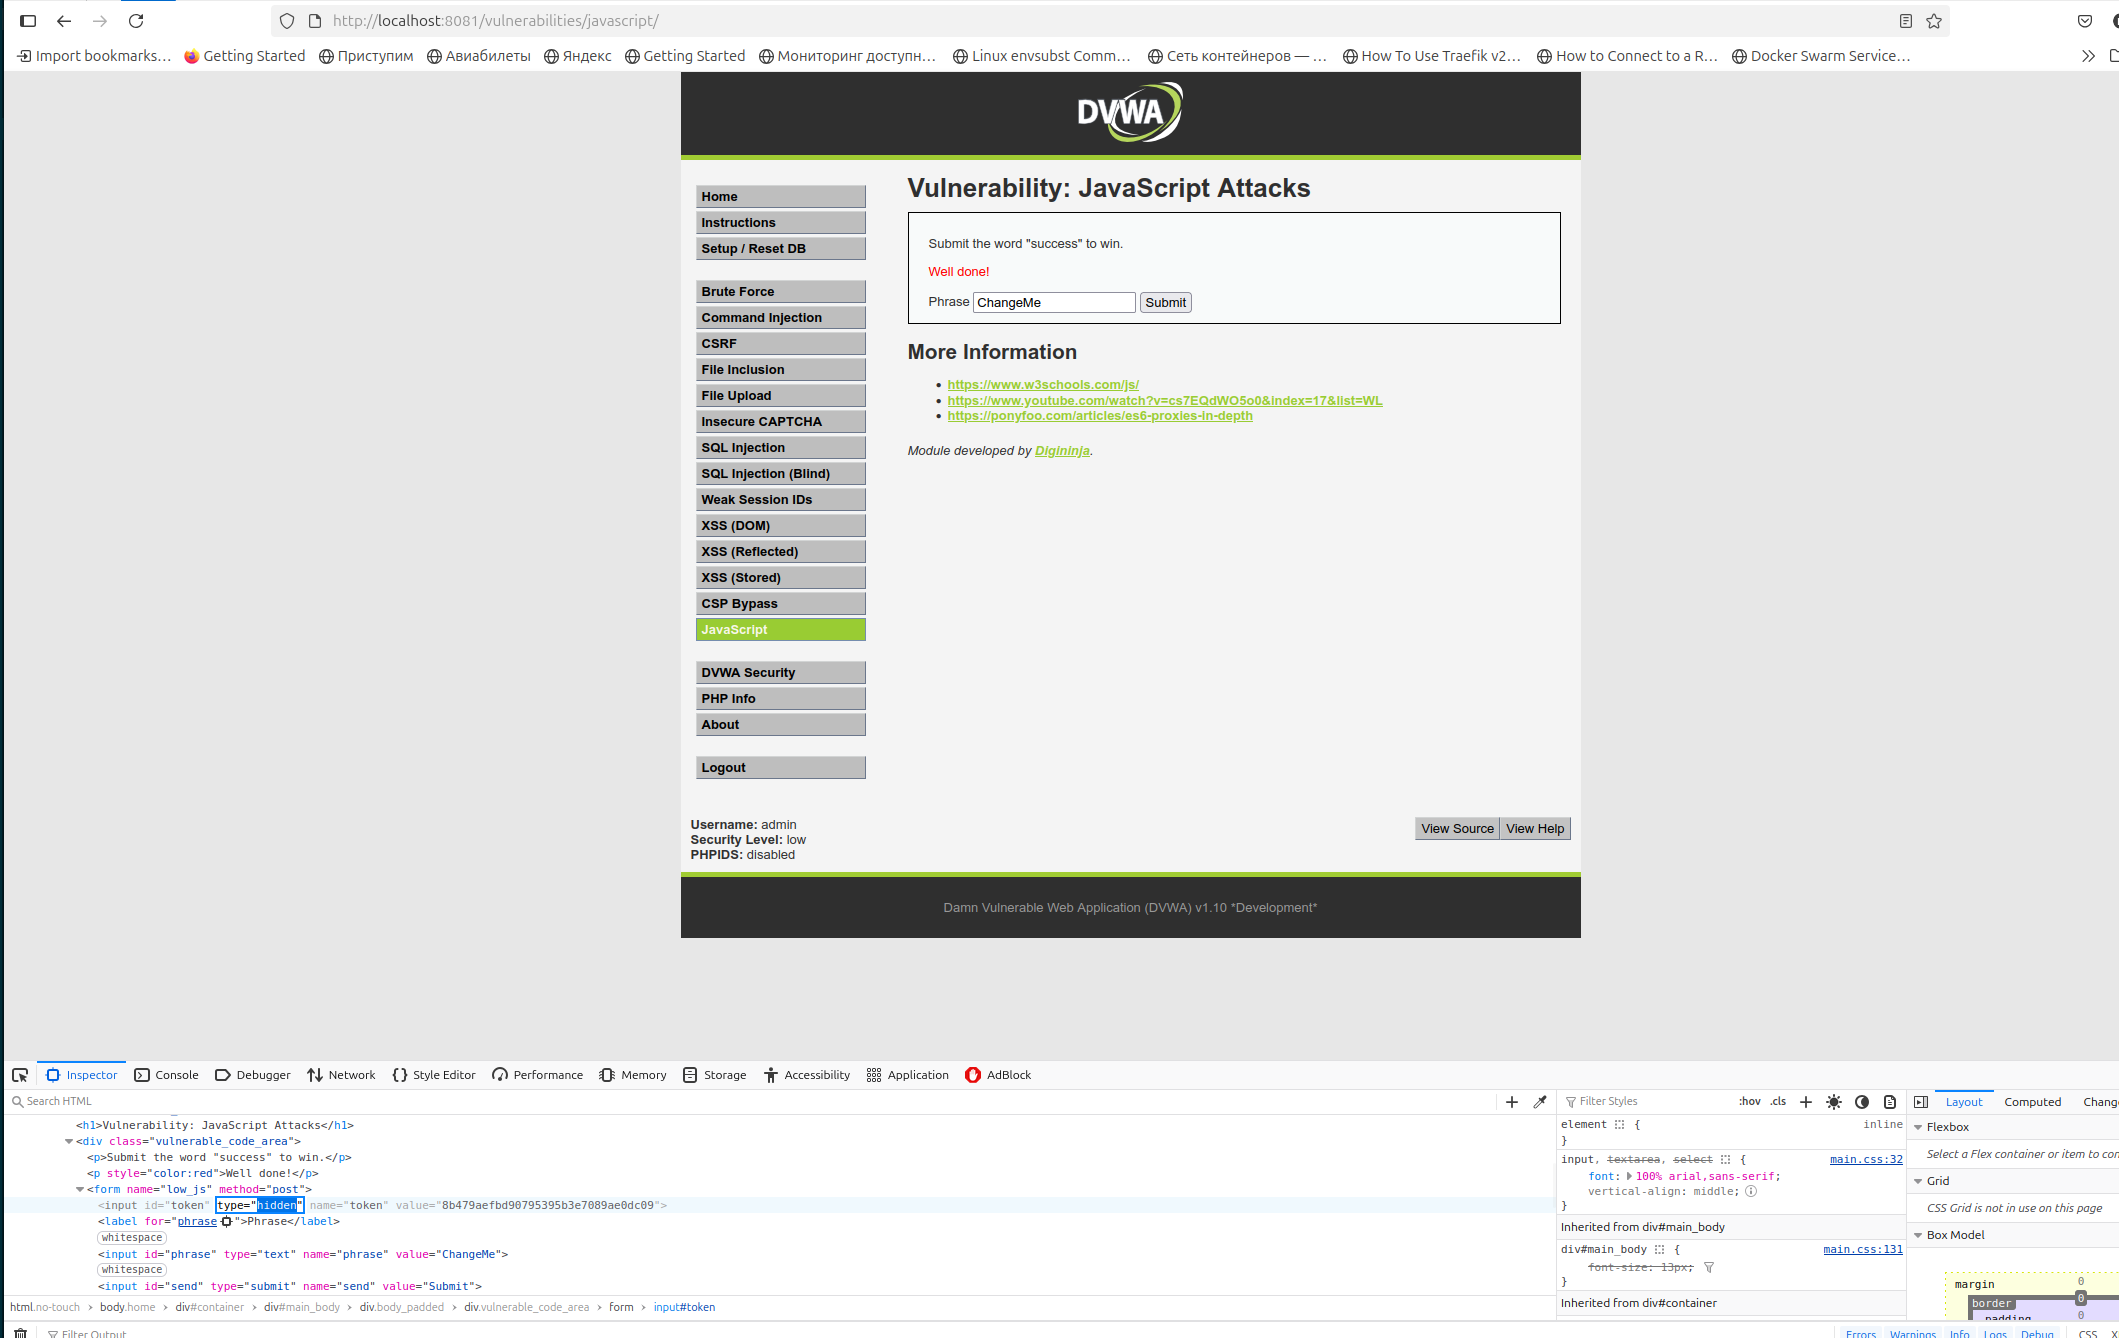 http://localhost:8081/vulnerabilities/javascript/
Import bookmarks… Getting Started Приступим Авиабилеты Яндекс Getting Started Мониторинг доступн… Linux envsubst Comm… Сеть контейнеров — … How To Use Traefik v2… How to Connect to a R… Docker Swarm Service…
DVWA
Home
Instructions
Setup / Reset DB
Brute Force
Command Injection
CSRF
File Inclusion
File Upload
Insecure CAPTCHA
SQL Injection
SQL Injection (Blind)
Weak Session IDs
XSS (DOM)
XSS (Reflected)
XSS (Stored)
CSP Bypass
JavaScript
DVWA Security
PHP Info
About
Logout
Vulnerability: JavaScript Attacks
Submit the word "success" to win.
Well done!
Phrase ChangeMe Submit
More Information
• https://www.w3schools.com/js/
• https://www.youtube.com/watch?v=cs7EQdWO5o0&index=17&list=WL
• https://ponyfoo.com/articles/es6-proxies-in-depth
Module developed by Digininja.
Username: admin
Security Level: low
PHPIDS: disabled
View Source View Help
Damn Vulnerable Web Application (DVWA) v1.10 *Development*
Inspector Console Debugger Network Style Editor Performance Memory Storage Accessibility Application AdBlock
Search HTML
<h1>Vulnerability: JavaScript Attacks</h1>
<div class="vulnerable_code_area">
<p>Submit the word "success" to win.</p>
<p style="color:red">Well done!</p>
<form name="low_js" method="post">
<input id="token" type="hidden" name="token" value="8b479aefbd90795395b3e7089ae0dc09">
<label for="phrase">Phrase</label>
whitespace
<input id="phrase" type="text" name="phrase" value="ChangeMe">
whitespace
<input id="send" type="submit" name="send" value="Submit">
html.no-touch > body.home > div#container > div#main_body > div.body_padded > div.vulnerable_code_area > form > input#token
Filter Output
Filter Styles :hov .cls
element { inline
}
input, textarea, select { main.css:32
font: 100% arial,sans-serif;
vertical-align: middle;
}
Inherited from div#main_body
div#main_body { main.css:131
font-size: 13px;
}
Inherited from div#container
Layout Computed Chang
Flexbox
Select a Flex container or item to con
Grid
CSS Grid is not in use on this page
Box Model
margin 0
border 0
padding 0
Errors Warnings Info Logs Debug CSS X